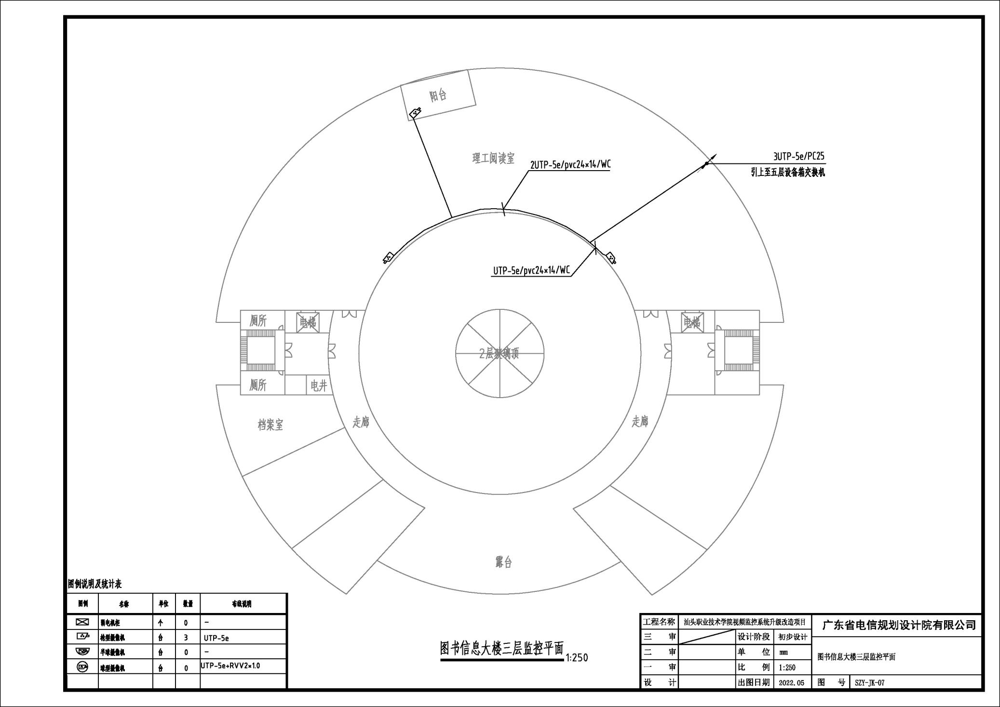 阳台
理工阅读室
2UTP-5e/pvc24×14/WC
3UTP-5e/PC25
引上至五层设备箱交换机
UTP-5e/pvc24×14/WC
厕所
电梯
电梯
2层玻璃顶
厕所
电井
档案室
走廊
走廊
露台
图例说明及统计表
图例 名称 单位 数量 布线说明
弱电机柜 个 0 -
枪型摄像机 台 3 UTP-5e
半球摄像机 台 0 -
球型摄像机 台 0 UTP-5e+RVV2×1.0
图书信息大楼三层监控平面 1:250
工程名称 汕头职业技术学院视频监控系统升级改造项目 广东省电信规划设计院有限公司
三 审 设计阶段 初步设计
二 审 单 位 mm 图书信息大楼三层监控平面
一 审 比 例 1:250
设 计 出图日期 2022.05 图 号 SZY-JK-07